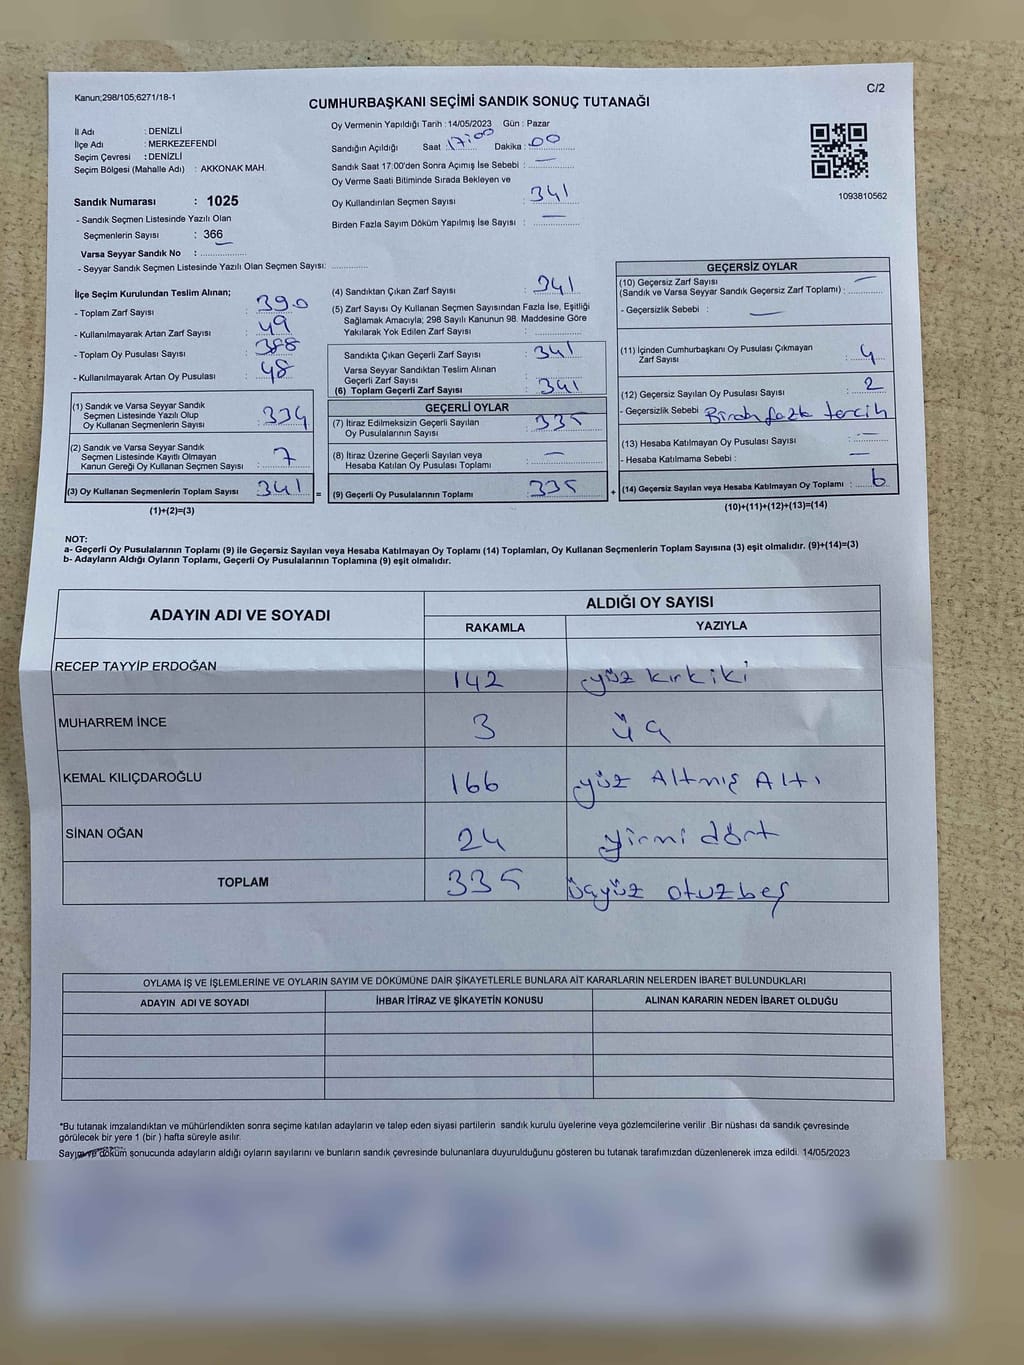 Kanun;298/105;6271/18-1
C/2
CUMHURBAŞKANI SEÇİMİ SANDIK SONUÇ TUTANAĞI
İl Adı : DENİZLİ
İlçe Adı : MERKEZEFENDİ
Seçim Çevresi : DENİZLİ
Seçim Bölgesi (Mahalle Adı) : AKKONAK MAH.
Sandık Numarası : 1025
- Sandık Seçmen Listesinde Yazılı Olan
Seçmenlerin Sayısı : 366
Varsa Seyyar Sandık No :
- Seyyar Sandık Seçmen Listesinde Yazılı Olan Seçmen Sayısı:
Oy Vermenin Yapıldığı Tarih : 14/05/2023 Gün : Pazar
Sandığın Açıldığı Saat : 17:00 Dakika : 00
Sandık Saat 17:00'den Sonra Açımış İse Sebebi : —
Oy Verme Saati Bitiminde Sırada Bekleyen ve
Oy Kullandırılan Seçmen Sayısı : 341
Birden Fazla Sayım Döküm Yapılmış İse Sayısı : —
1093810562
İlçe Seçim Kurulundan Teslim Alınan;
- Toplam Zarf Sayısı : 390
- Kullanılmayarak Artan Zarf Sayısı : 49
- Toplam Oy Pusulası Sayısı : 388
- Kullanılmayarak Artan Oy Pusulası : 48
(1) Sandık ve Varsa Seyyar Sandık
Seçmen Listesinde Yazılı Olup
Oy Kullanan Seçmenlerin Sayısı : 334
(2) Sandık ve Varsa Seyyar Sandık
Seçmen Listesinde Kayıtlı Olmayan
Kanun Gereği Oy Kullanan Seçmen Sayısı : 7
(3) Oy Kullanan Seçmenlerin Toplam Sayısı : 341
(1)+(2)=(3)
=
(4) Sandıktan Çıkan Zarf Sayısı : 341
(5) Zarf Sayısı Oy Kullanan Seçmen Sayısından Fazla İse, Eşitliği
Sağlamak Amacıyla; 298 Sayılı Kanunun 98. Maddesine Göre
Yakılarak Yok Edilen Zarf Sayısı :
Sandıkta Çıkan Geçerli Zarf Sayısı : 341
Varsa Seyyar Sandıktan Teslim Alınan
Geçerli Zarf Sayısı :
(6) Toplam Geçerli Zarf Sayısı : 341
GEÇERLİ OYLAR
(7) İtiraz Edilmeksizin Geçerli Sayılan
Oy Pusulalarının Sayısı : 335
(8) İtiraz Üzerine Geçerli Sayılan veya
Hesaba Katılan Oy Pusulası Toplamı : —
(9) Geçerli Oy Pusulalarının Toplamı : 335
+
GEÇERSİZ OYLAR
(10) Geçersiz Zarf Sayısı
(Sandık ve Varsa Seyyar Sandık Geçersiz Zarf Toplamı) : —
- Geçersizlik Sebebi : —
(11) İçinden Cumhurbaşkanı Oy Pusulası Çıkmayan
Zarf Sayısı : 4
(12) Geçersiz Sayılan Oy Pusulası Sayısı : 2
- Geçersizlik Sebebi : Birden fazla tercih
(13) Hesaba Katılmayan Oy Pusulası Sayısı : —
- Hesaba Katılmama Sebebi : —
(14) Geçersiz Sayılan veya Hesaba Katılmayan Oy Toplamı : 6
(10)+(11)+(12)+(13)=(14)
NOT:
a- Geçerli Oy Pusulalarının Toplamı (9) ile Geçersiz Sayılan veya Hesaba Katılmayan Oy Toplamı (14) Toplamları, Oy Kullanan Seçmenlerin Toplam Sayısına (3) eşit olmalıdır. (9)+(14)=(3)
b- Adayların Aldığı Oyların Toplamı, Geçerli Oy Pusulalarının Toplamına (9) eşit olmalıdır.
ADAYIN ADI VE SOYADI
ALDIĞI OY SAYISI
RAKAMLA YAZIYLA
RECEP TAYYİP ERDOĞAN 142 yüz kırk iki
MUHARREM İNCE 3 üç
KEMAL KILIÇDAROĞLU 166 yüz Altmış Altı
SİNAN OĞAN 24 yirmi dört
TOPLAM 335 üçyüz otuzbeş
OYLAMA İŞ VE İŞLEMLERİNE VE OYLARIN SAYIM VE DÖKÜMÜNE DAİR ŞİKAYETLERLE BUNLARA AİT KARARLARIN NELERDEN İBARET BULUNDUKLARI
ADAYIN ADI VE SOYADI İHBAR İTİRAZ VE ŞİKAYETİN KONUSU ALINAN KARARIN NEDEN İBARET OLDUĞU
*Bu tutanak imzalandıktan ve mühürlendikten sonra seçime katılan adayların ve talep eden siyasi partilerin sandık kurulu üyelerine veya gözlemcilerine verilir .Bir nüshası da sandık çevresinde
görülecek bir yere 1 (bir ) hafta süreyle asılır.
Sayım ve döküm sonucunda adayların aldığı oyların sayılarını ve bunların sandık çevresinde bulunanlara duyurulduğunu gösteren bu tutanak tarafımızdan düzenlenerek imza edildi. 14/05/2023